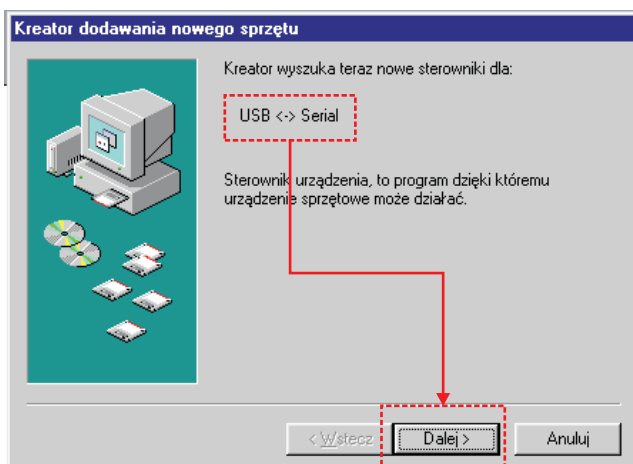 Kreator dodawania nowego sprzętu
Kreator wyszuka teraz nowe sterowniki dla:
USB <-> Serial
Sterownik urządzenia, to program dzięki któremu
urządzenie sprzętowe może działać.
< Wstecz
Dalej >
Anuluj